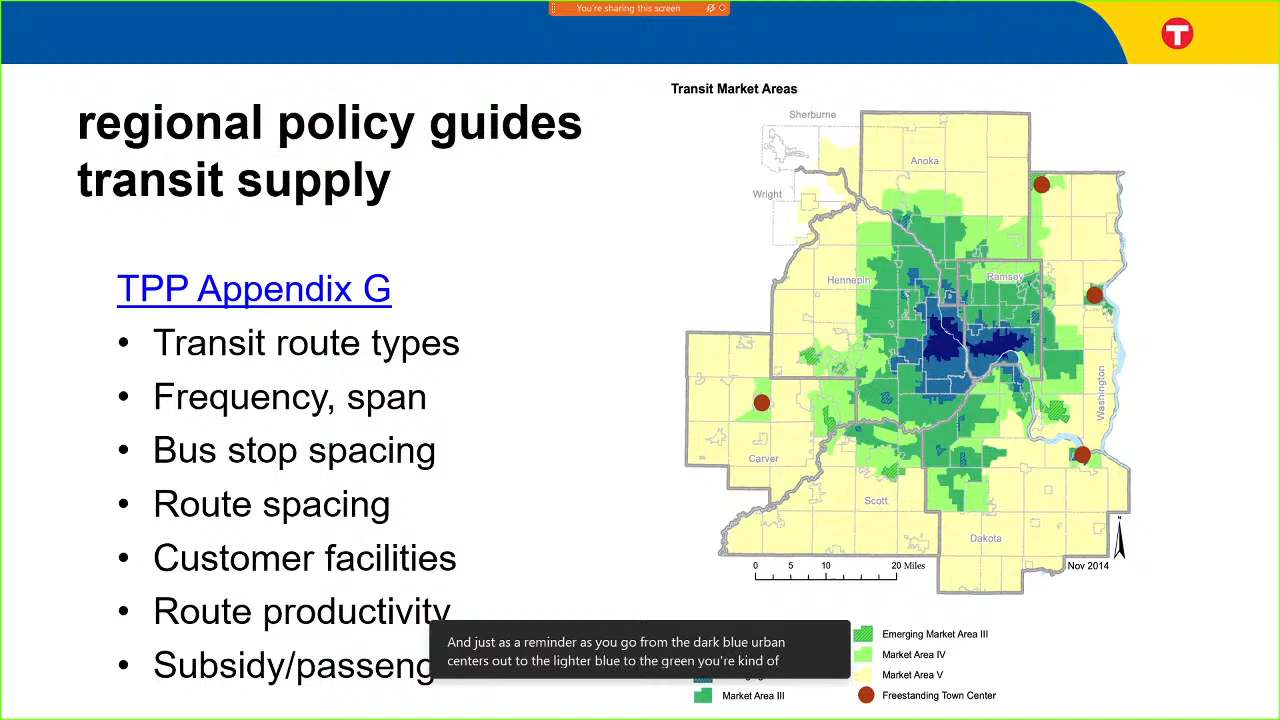 You're sharing this screen
T
regional policy guides
transit supply
TPP Appendix G
• Transit route types
• Frequency, span
• Bus stop spacing
• Route spacing
• Customer facilities
• Route productivity
• Subsidy/passeng
Transit Market Areas
Sherburne
Anoka
Wright
Hennepin
Ramsey
Washington
Carver
Scott
Dakota
0 5 10 20 Miles
N
Nov 2014
And just as a reminder as you go from the dark blue urban
centers out to the lighter blue to the green you're kind of
Market Area III
Emerging Market Area III
Market Area IV
Market Area V
Freestanding Town Center